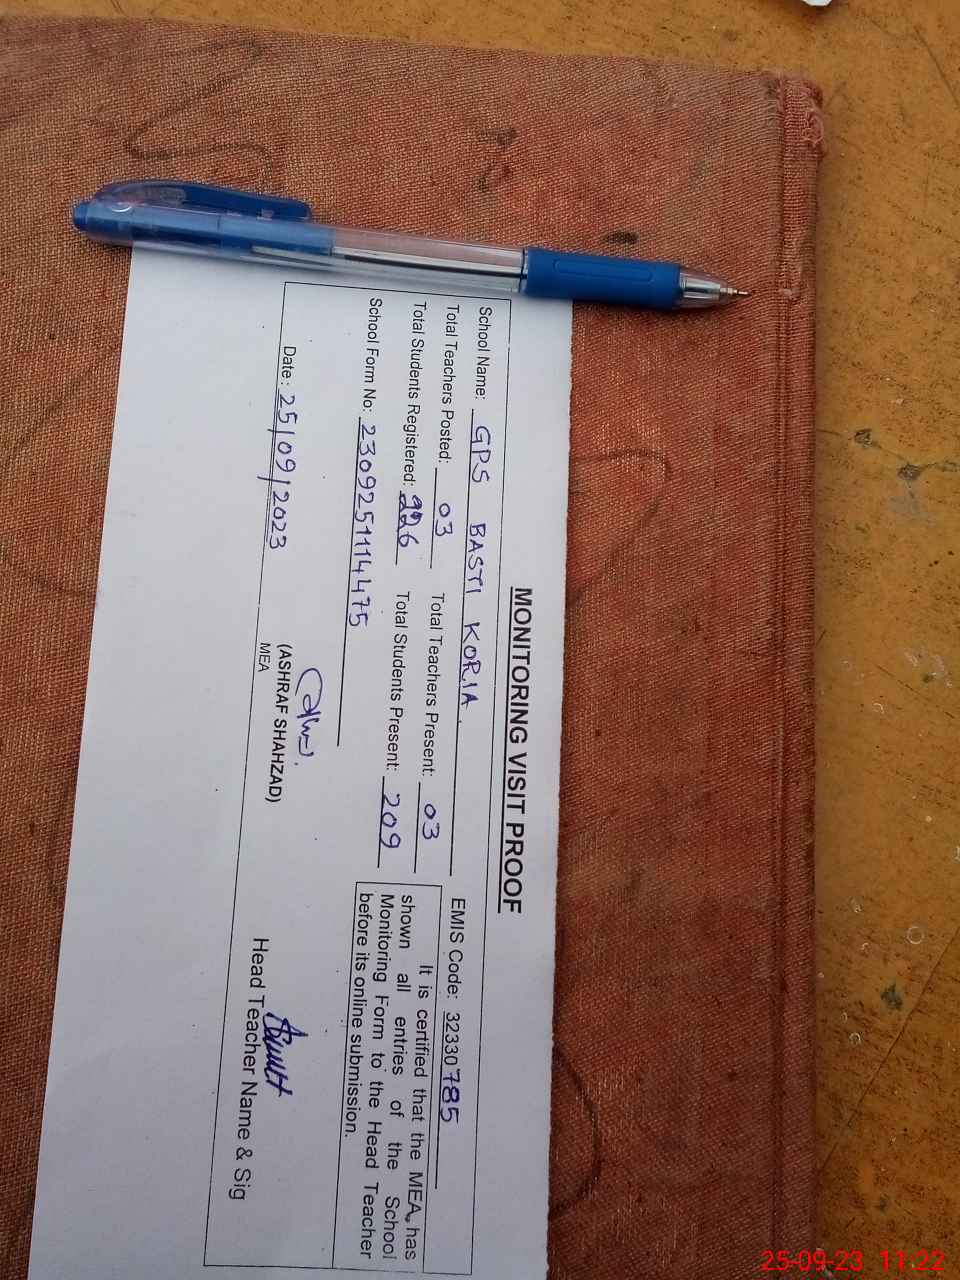 MONITORING VISIT PROOF
School Name: GPS BASTI KORIA. EMIS Code: 32330785
Total Teachers Posted: 03 Total Teachers Present: 03
Total Students Registered: 226 Total Students Present: 209
School Form No: 2309251114475
It is certified that the MEA, has
shown all entries of the School
Monitoring Form to the Head Teacher
before its online submission.
Date: 25/09/2023
(ASHRAF SHAHZAD)
MEA
Head Teacher Name & Sig
25-09-23 11:22